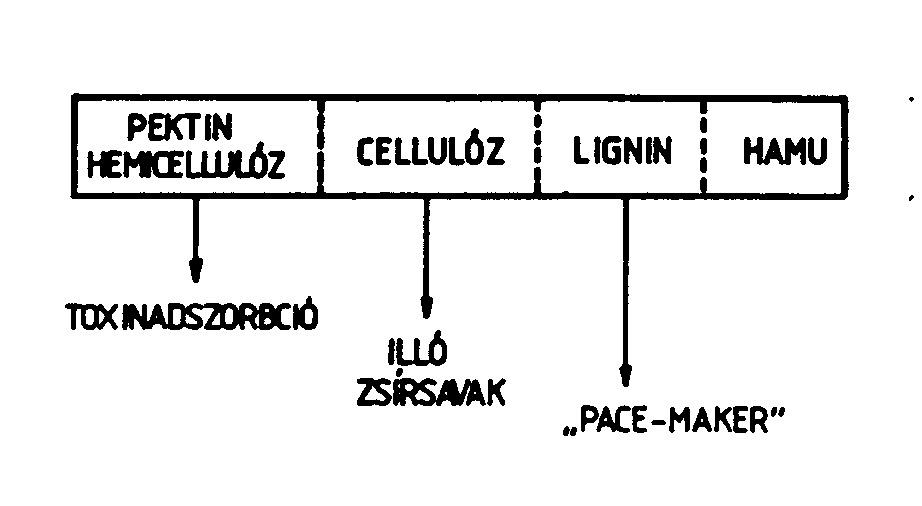 PEKTIN
HEMICELLULÓZ
CELLULÓZ
LIGNIN
HAMU
TOXINADSZORBCIÓ
ILLÓ
ZSÍRSAVAK
„PACE-MAKER”